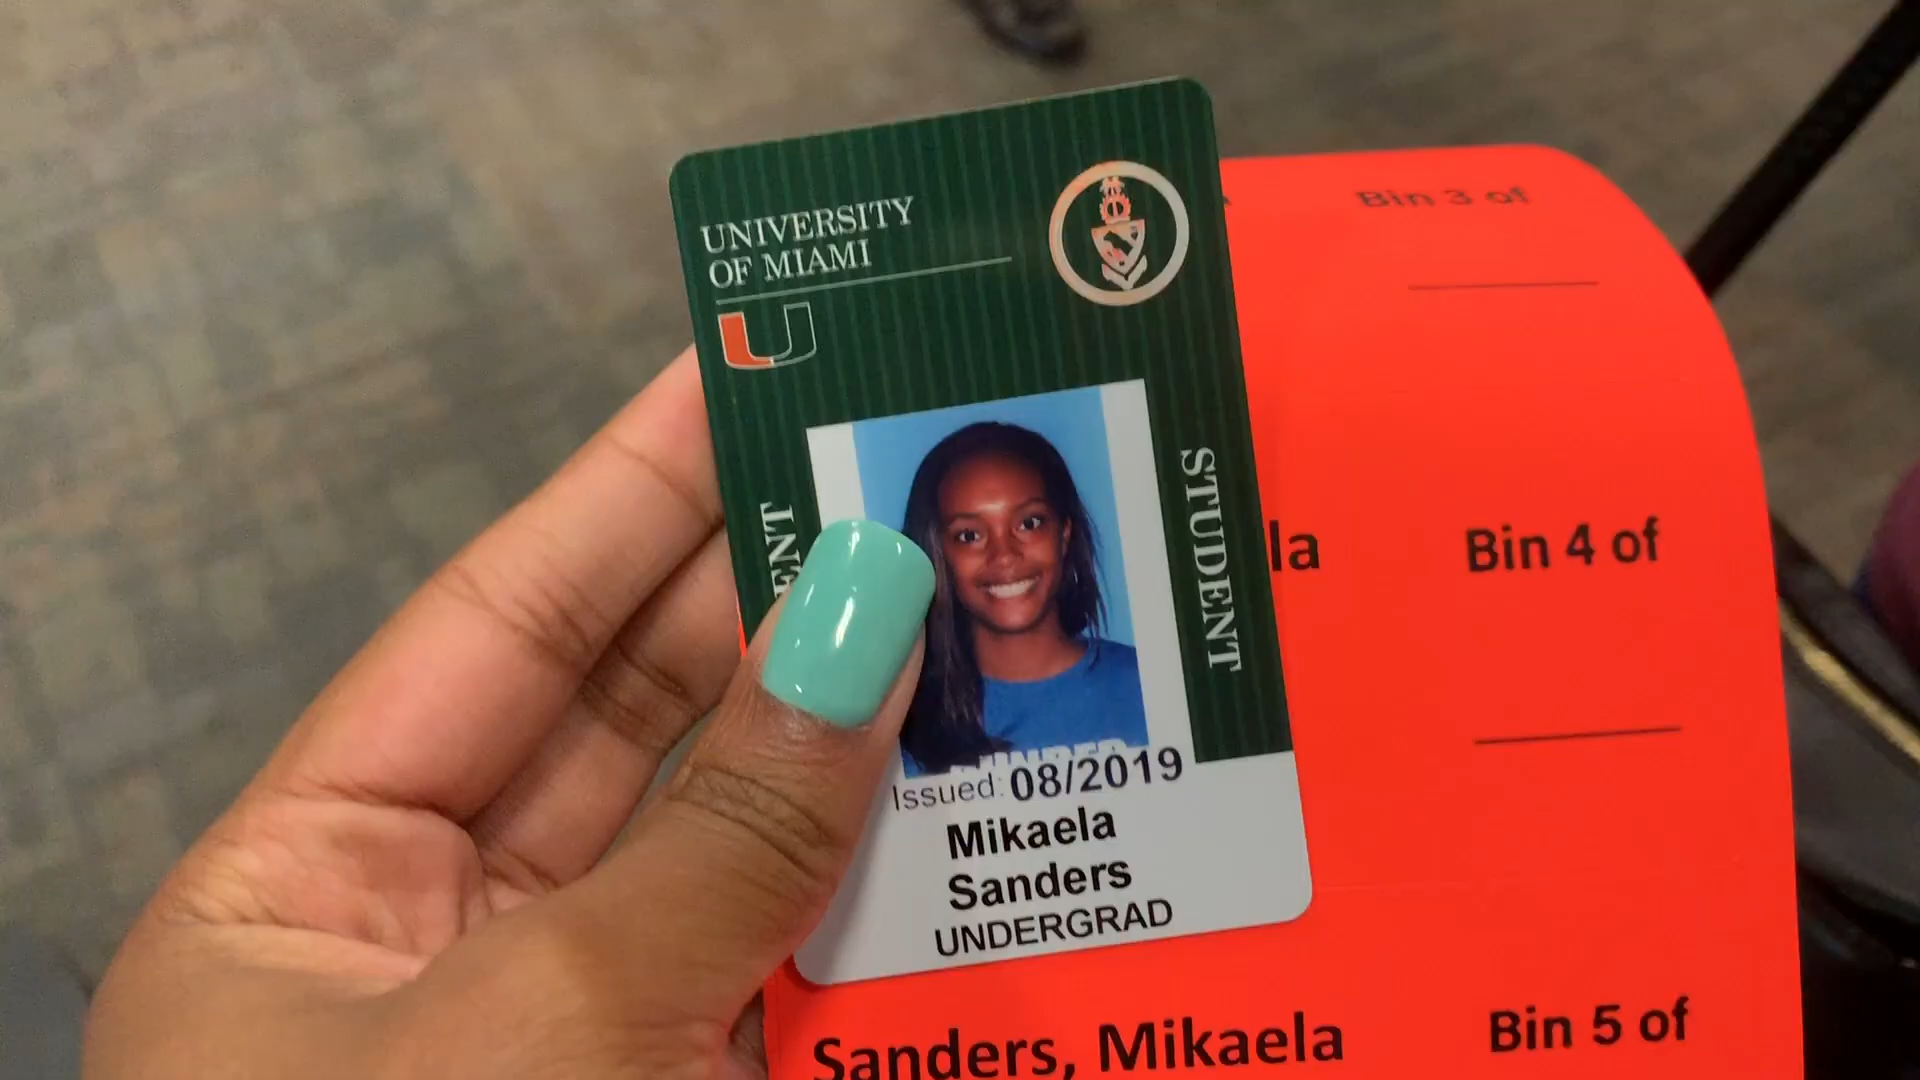 UNIVERSITY
OF MIAMI
STUDENT
Issued: 08/2019
Mikaela
Sanders
UNDERGRAD
Bin 3 of
la
Bin 4 of
Sanders, Mikaela
Bin 5 of